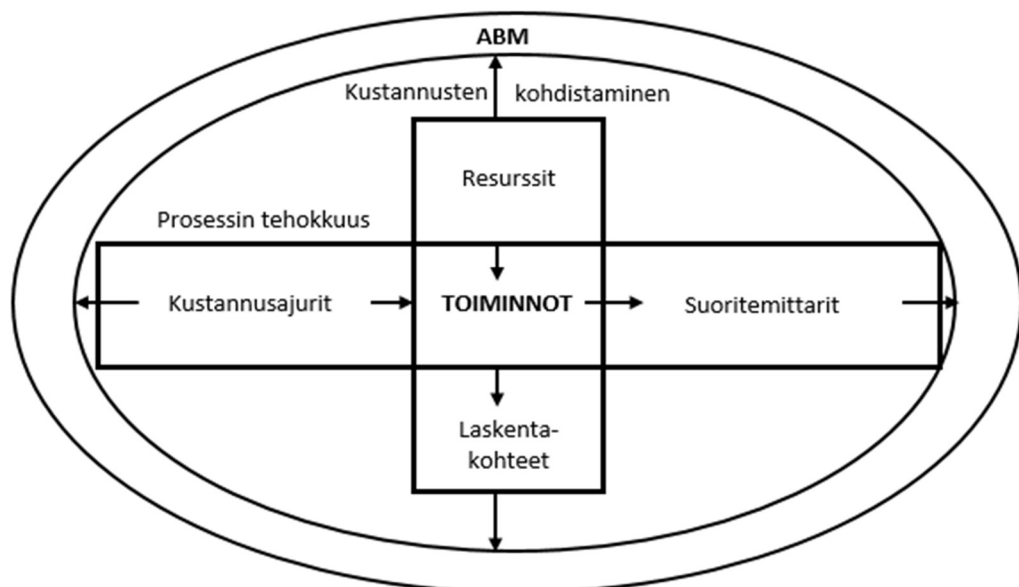 ABM
Kustannusten kohdistaminen
Resurssit
Prosessin tehokkuus
Kustannusajurit
TOIMINNOT
Suoritemittarit
Laskenta-
kohteet